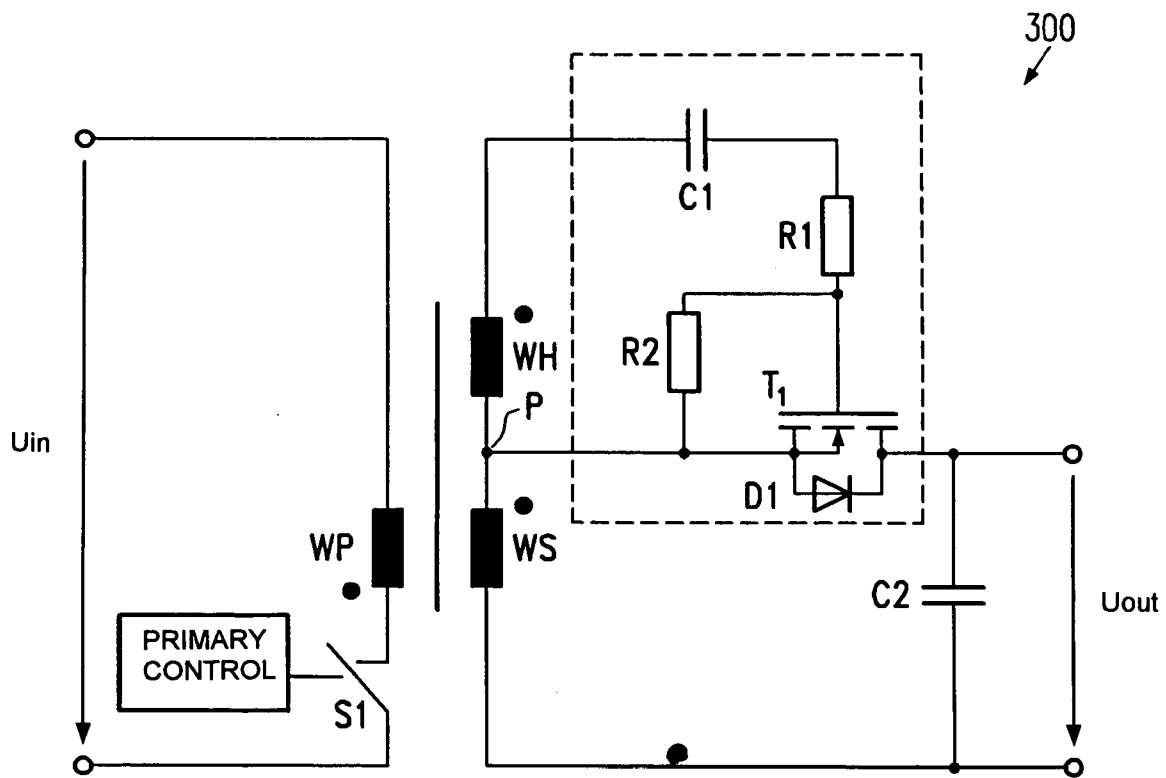 300
C1
R1
R2
WH
P
T1
Uin
D1
WP
WS
C2
Uout
PRIMARY
CONTROL
S1